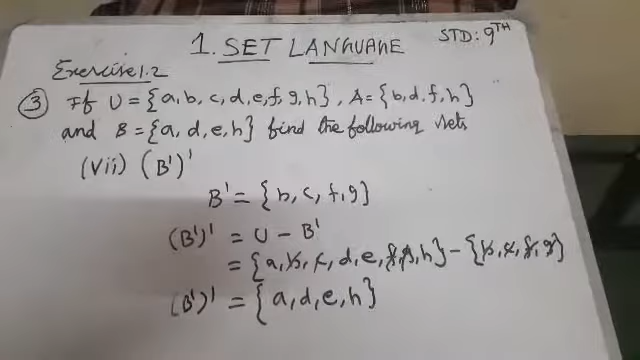 1. SET LANGUAGE STD: 9TH
Exercise 1.2
③ If U = {a, b, c, d, e, f, g, h}, A = {b, d, f, h}
and B = {a, d, e, h} find the following sets
(vii) (B')'
B' = {b, c, f, g}
(B')' = U - B'
= {a, b, c, d, e, f, g, h} - {b, c, f, g}
(B')' = {a, d, e, h}